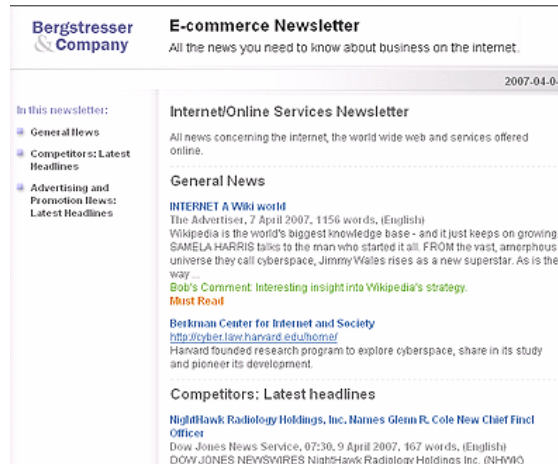 Bergstresser
& Company
E-commerce Newsletter
All the news you need to know about business on the internet.
2007-04-0
In this newsletter:
General News
Competitors: Latest
Headlines
Advertising and
Promotion News:
Latest Headlines
Internet/Online Services Newsletter
All news concerning the internet, the world wide web and services offered
online.
General News
INTERNET A Wiki world
The Advertiser, 7 April 2007, 1156 words, (English)
Wikipedia is the world's biggest knowledge base - and it just keeps on growing.
SAMELA HARRIS talks to the man who started it all. FROM the vast, amorphous
universe they call cyberspace, Jimmy Wales rises as a new superstar. As is the
way ...
Bob's Comment: Interesting insight into Wikipedia's strategy.
Must Read
Berkman Center for Internet and Society
http://cyber.law.harvard.edu/home/
Harvard founded research program to explore cyberspace, share in its study
and pioneer its development.
Competitors: Latest headlines
NightHawk Radiology Holdings, Inc. Names Glenn R. Cole New Chief Fincl
Officer
Dow Jones News Service, 07:30, 9 April 2007, 167 words, (English)
DOW JONES NEWSWIRES NightHawk Radiology Holdings Inc. (NHWK)